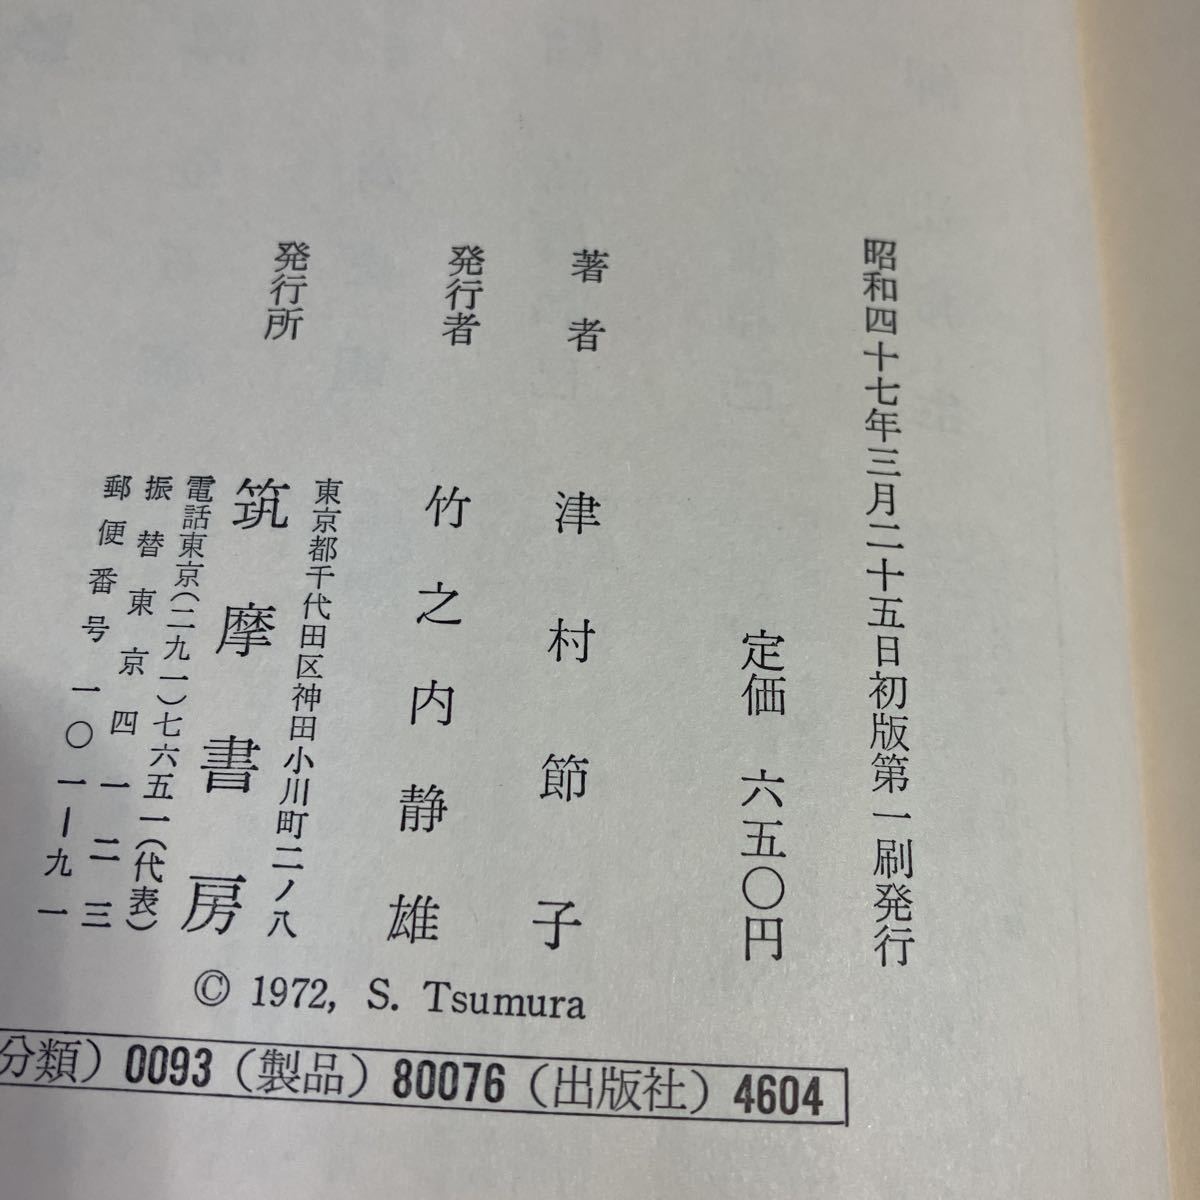 昭和四十七年三月二十五日初版第一刷発行
定価 六五〇円
著者 津村節子
発行者 竹之内静雄
発行所
東京都千代田区神田小川町二ノ八
筑摩書房
電話東京(二九一)七六五一(代表)
振替東京四一二三
郵便番号 一〇一-九一
© 1972, S. Tsumura
分類) 0093 (製品) 80076 (出版社) 4604